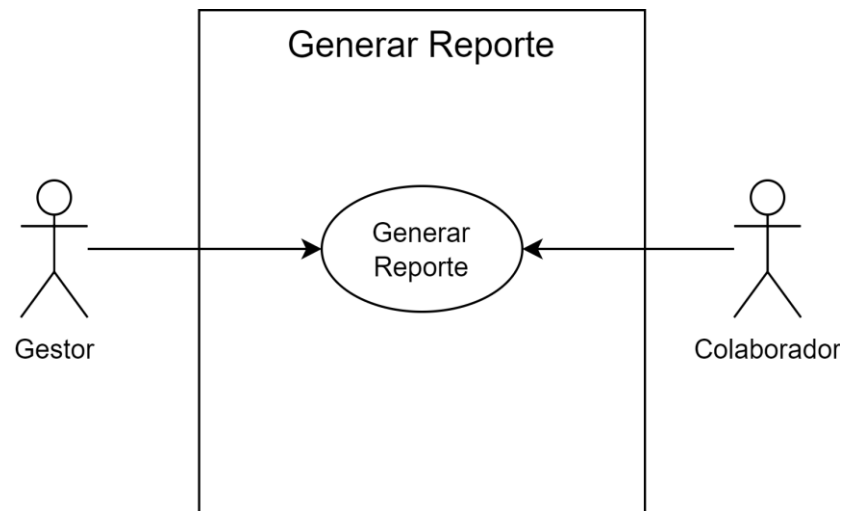 Generar Reporte
Generar
Reporte
Gestor
Colaborador